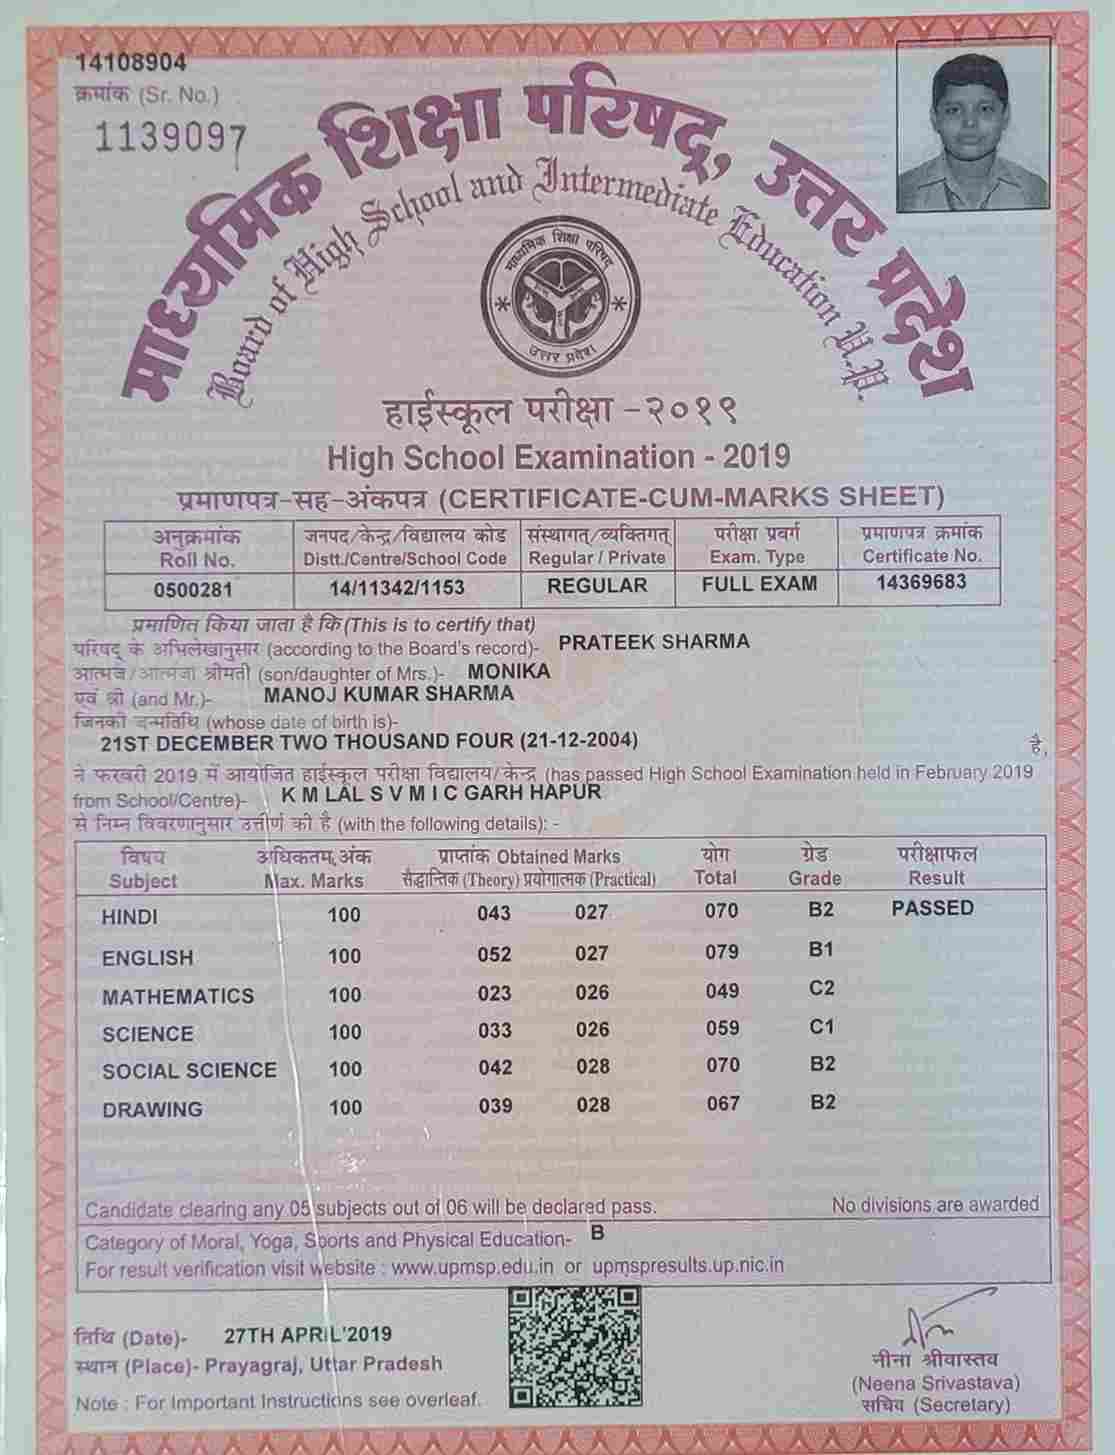 14108904
क्रमांक (Sr. No.)
1139097
माध्यमिक शिक्षा परिषद्, उत्तर प्रदेश
Board of High School and Intermediate Education U.P.
माध्यमिक शिक्षा परिषद्
उत्तर प्रदेश
हाईस्कूल परीक्षा -२०१९
High School Examination - 2019
प्रमाणपत्र-सह-अंकपत्र (CERTIFICATE-CUM-MARKS SHEET)
अनुक्रमांक जनपद/केन्द्र/विद्यालय कोड संस्थागत/व्यक्तिगत् परीक्षा प्रवर्ग प्रमाणपत्र क्रमांक
Roll No. Distt./Centre/School Code Regular / Private Exam. Type Certificate No.
0500281 14/11342/1153 REGULAR FULL EXAM 14369683
प्रमाणित किया जाता है कि (This is to certify that)
परिषद् के अभिलेखानुसार (according to the Board's record)- PRATEEK SHARMA
आत्मज/आत्मजा श्रीमती (son/daughter of Mrs.)- MONIKA
एवं श्री (and Mr.)- MANOJ KUMAR SHARMA
जिनकी जन्मतिथि (whose date of birth is)-
21ST DECEMBER TWO THOUSAND FOUR (21-12-2004) है,
ने फरवरी 2019 में आयोजित हाईस्कूल परीक्षा विद्यालय/केन्द्र (has passed High School Examination held in February 2019
from School/Centre)- K M LAL S V M I C GARH HAPUR
से निम्न विवरणानुसार उत्तीर्ण की है (with the following details): -
विषय अधिकतम् अंक प्राप्तांक Obtained Marks योग ग्रेड परीक्षाफल
Subject Max. Marks सैद्धान्तिक (Theory) प्रयोगात्मक (Practical) Total Grade Result
HINDI 100 043 027 070 B2 PASSED
ENGLISH 100 052 027 079 B1
MATHEMATICS 100 023 026 049 C2
SCIENCE 100 033 026 059 C1
SOCIAL SCIENCE 100 042 028 070 B2
DRAWING 100 039 028 067 B2
Candidate clearing any 05 subjects out of 06 will be declared pass. No divisions are awarded
Category of Moral, Yoga, Sports and Physical Education- B
For result verification visit website : www.upmsp.edu.in or upmspresults.up.nic.in
तिथि (Date)- 27TH APRIL'2019
स्थान (Place)- Prayagraj, Uttar Pradesh
Note : For Important Instructions see overleaf.
नीना श्रीवास्तव
(Neena Srivastava)
सचिव (Secretary)